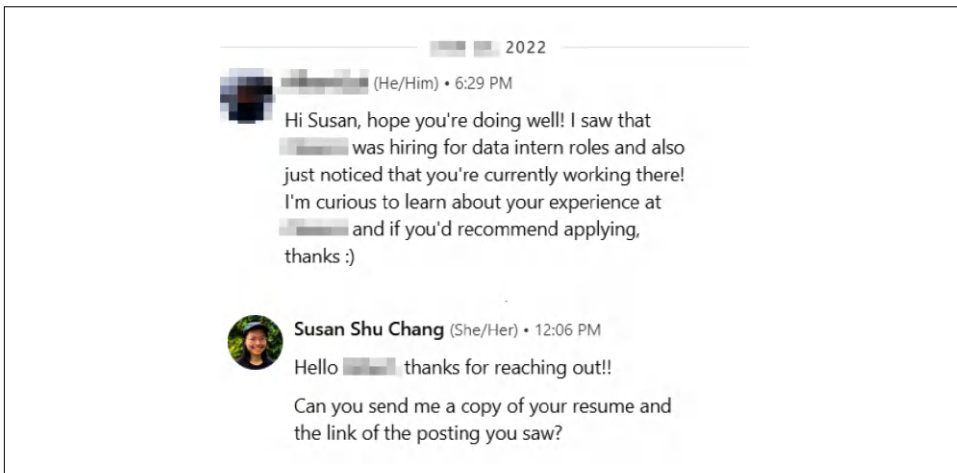 2022
(He/Him) • 6:29 PM
Hi Susan, hope you're doing well! I saw that
was hiring for data intern roles and also
just noticed that you're currently working there!
I'm curious to learn about your experience at
and if you'd recommend applying,
thanks :)
Susan Shu Chang (She/Her) • 12:06 PM
Hello thanks for reaching out!!
Can you send me a copy of your resume and
the link of the posting you saw?